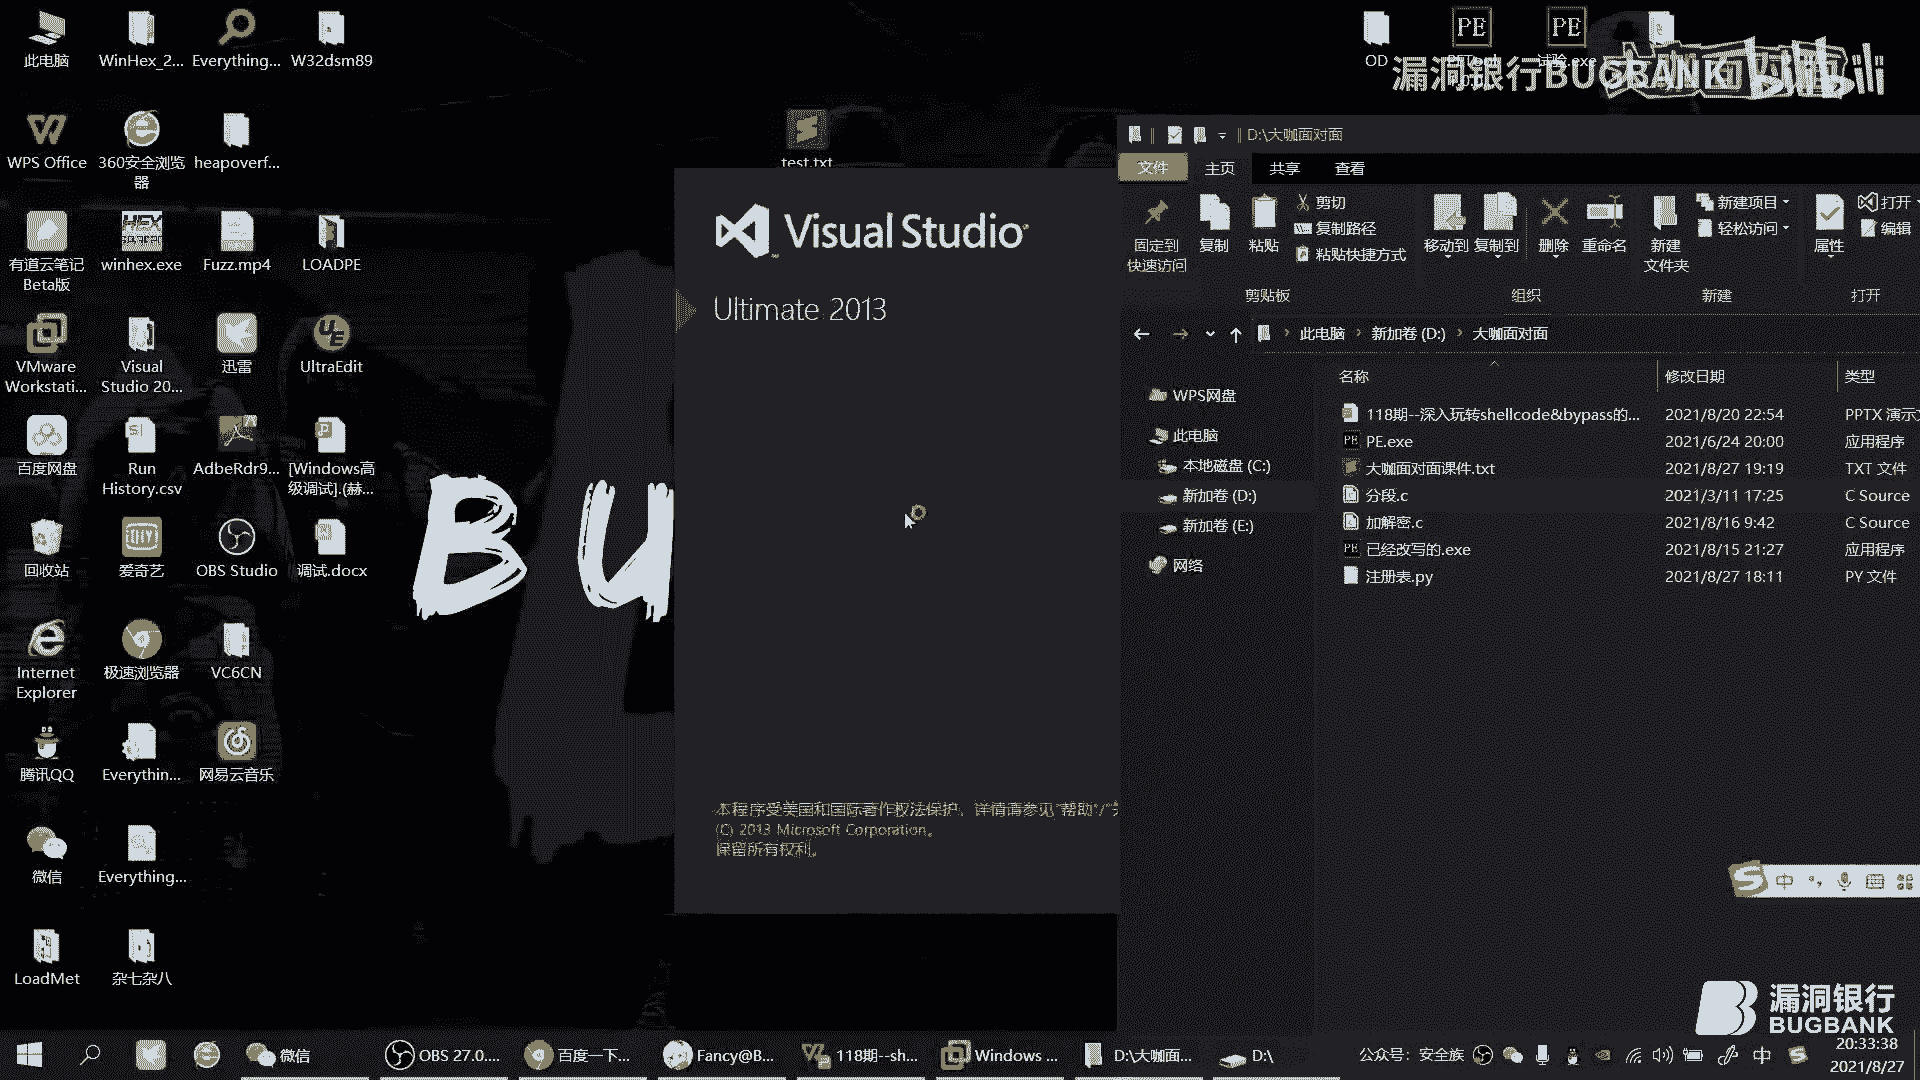 此电脑
WinHex_2...
Everything...
W32dsm89
OD
试验.exe
漏洞银行BUGBANK
bilibili
WPS Office
360安全浏览
器
heapoverf...
test.txt
有道云笔记
Beta版
winhex.exe
Fuzz.mp4
LOADPE
VMware
Workstati...
Visual
Studio 20...
迅雷
UltraEdit
百度网盘
Run
History.csv
AdbeRdr9...
[Windows高
级调试].(赫...
回收站
爱奇艺
OBS Studio
调试.docx
Internet
Explorer
极速浏览器
VC6CN
腾讯QQ
Everythin...
网易云音乐
微信
Everything...
LoadMet
杂七杂八
BU
Visual Studio
Ultimate 2013
本程序受美国和国际著作权法保护。详情请参见"帮助"/"
(C) 2013 Microsoft Corporation。
保留所有权利。
D:\大咖面对面
文件 主页 共享 查看
固定到
快速访问
复制
粘贴
剪切
复制路径
粘贴快捷方式
移动到
复制到
删除
重命名
新建
文件夹
新建项目
轻松访问
属性
打开
编辑
剪贴板 组织 新建 打开
此电脑 › 新加卷 (D:) › 大咖面对面
WPS网盘
此电脑
本地磁盘 (C:)
新加卷 (D:)
新加卷 (E:)
网络
名称 修改日期 类型
118期--深入玩转shellcode&bypass的... 2021/8/20 22:54 PPTX 演示
PE.exe 2021/6/24 20:00 应用程序
大咖面对面课件.txt 2021/8/27 19:19 TXT 文件
分段.c 2021/3/11 17:25 C Source
加解密.c 2021/8/16 9:42 C Source
已经改写的.exe 2021/8/15 21:27 应用程序
注册表.py 2021/8/27 18:11 PY 文件
中
漏洞银行
BUGBANK
微信
OBS 27.0....
百度一下...
Fancy@B...
118期--sh...
Windows ...
D:\大咖面...
D:\
公众号：安全族
中
20:33:38
2021/8/27